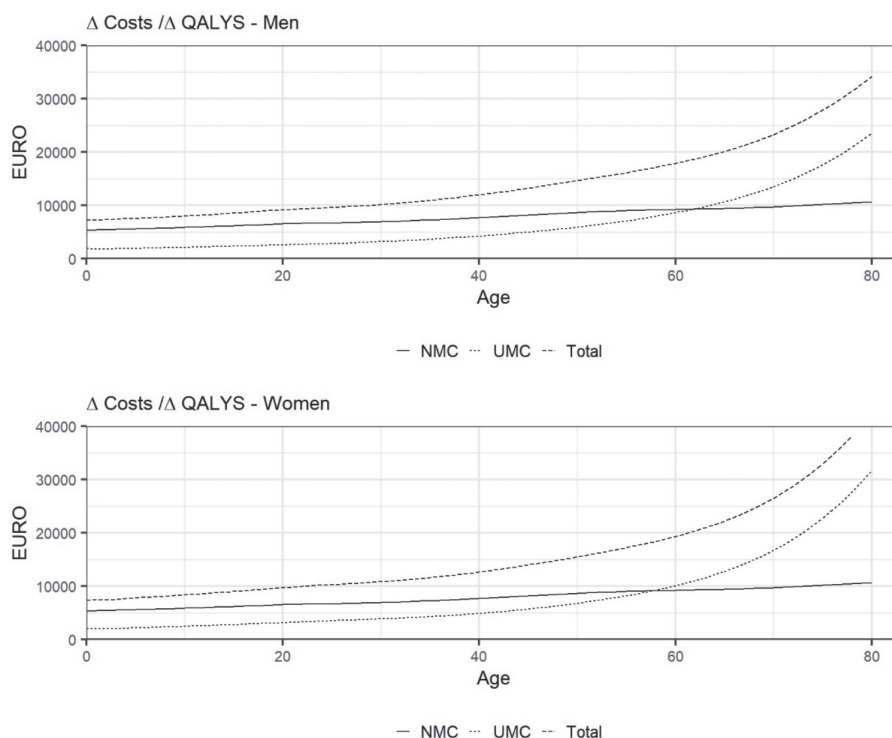 Δ Costs /Δ QALYS - Men
40000
30000
20000
10000
0
EURO
0 20 40 60 80
Age
NMC UMC Total
Δ Costs /Δ QALYS - Women
40000
30000
20000
10000
0
EURO
0 20 40 60 80
Age
NMC UMC Total